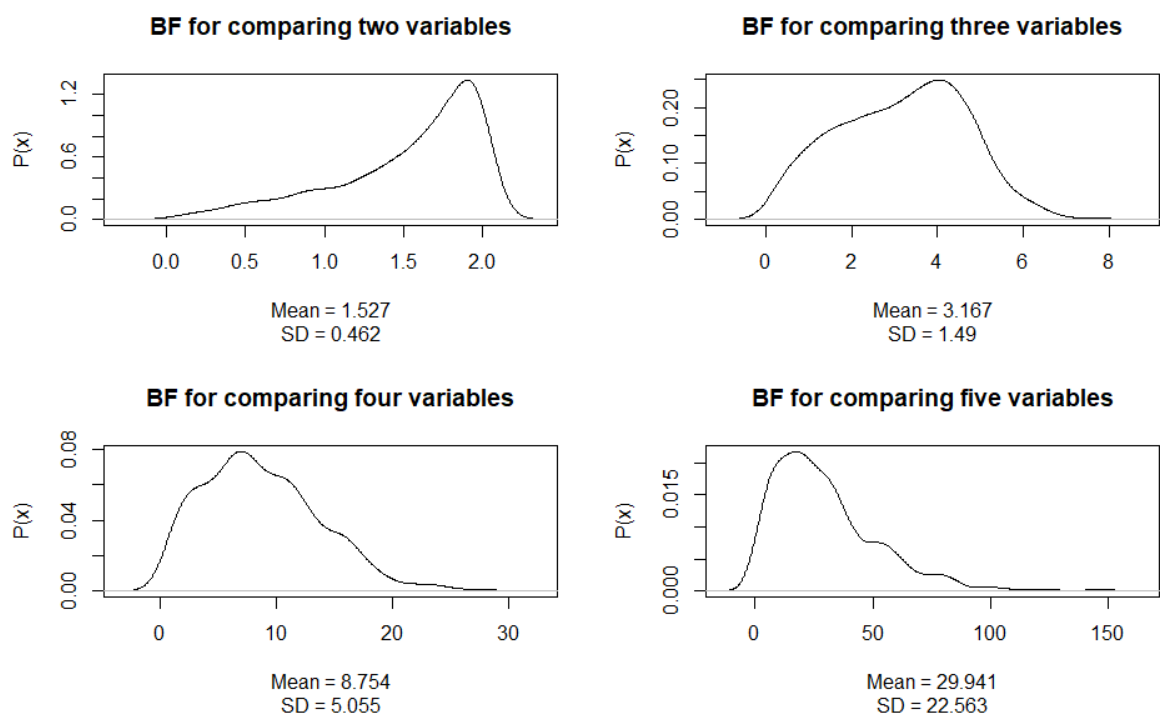 BF for comparing two variables
P(x)
0.0 0.6 1.2
0.0 0.5 1.0 1.5 2.0
Mean = 1.527
SD = 0.462
BF for comparing three variables
P(x)
0.00 0.10 0.20
0 2 4 6 8
Mean = 3.167
SD = 1.49
BF for comparing four variables
P(x)
0.00 0.04 0.08
0 10 20 30
Mean = 8.754
SD = 5.055
BF for comparing five variables
P(x)
0.000 0.015
0 50 100 150
Mean = 29.941
SD = 22.563